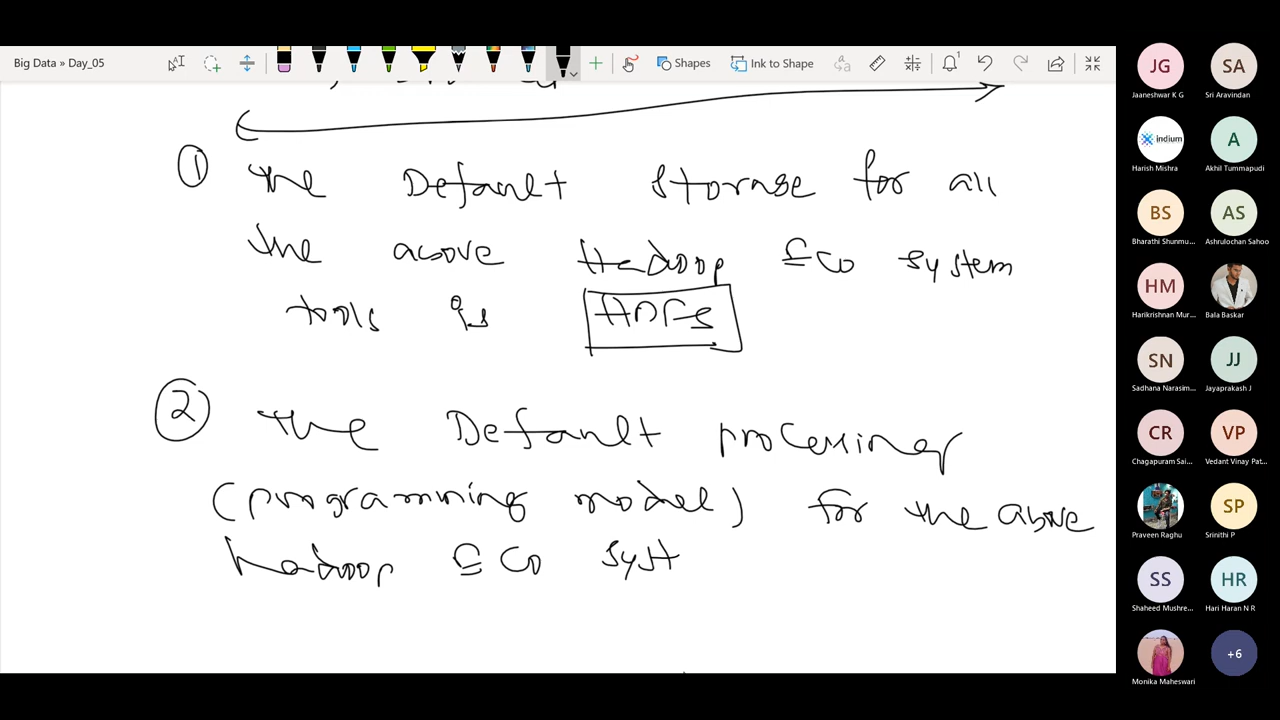 Big Data » Day_05
Shapes
Ink to Shape
① The Default storage for all
the above Hadoop Eco system
tools is HDFS
② The Default processing
(programming model) for the above
hadoop Eco syst
JG
Jaaneshwar K G
SA
Sri Aravindan
indium
Harish Mishra
A
Akhil Tummapudi
BS
Bharathi Shunmu...
AS
Ashrulochan Sahoo
HM
Harikrishnan Mur...
Bala Baskar
SN
Sadhana Narasim...
JJ
Jayaprakash J
CR
Chagapuram Sai...
VP
Vedant Vinay Pat...
Praveen Raghu
SP
Srinithi P
SS
Shaheed Mushre...
HR
Hari Haran N R
Monika Maheswari
+6